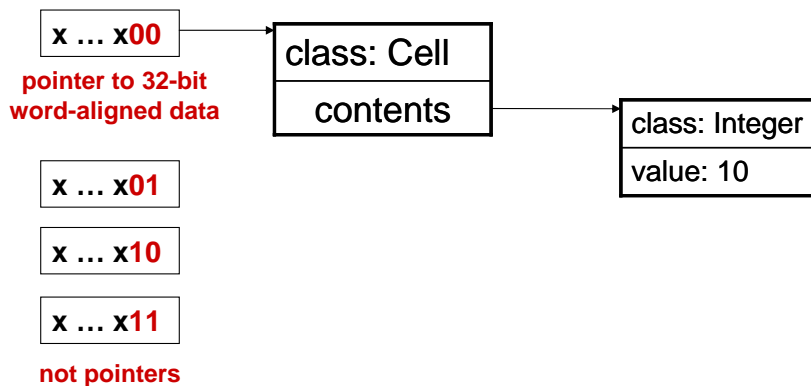 x … x00
pointer to 32-bit
word-aligned data
class: Cell
contents
class: Integer
value: 10
x … x01
x … x10
x … x11
not pointers